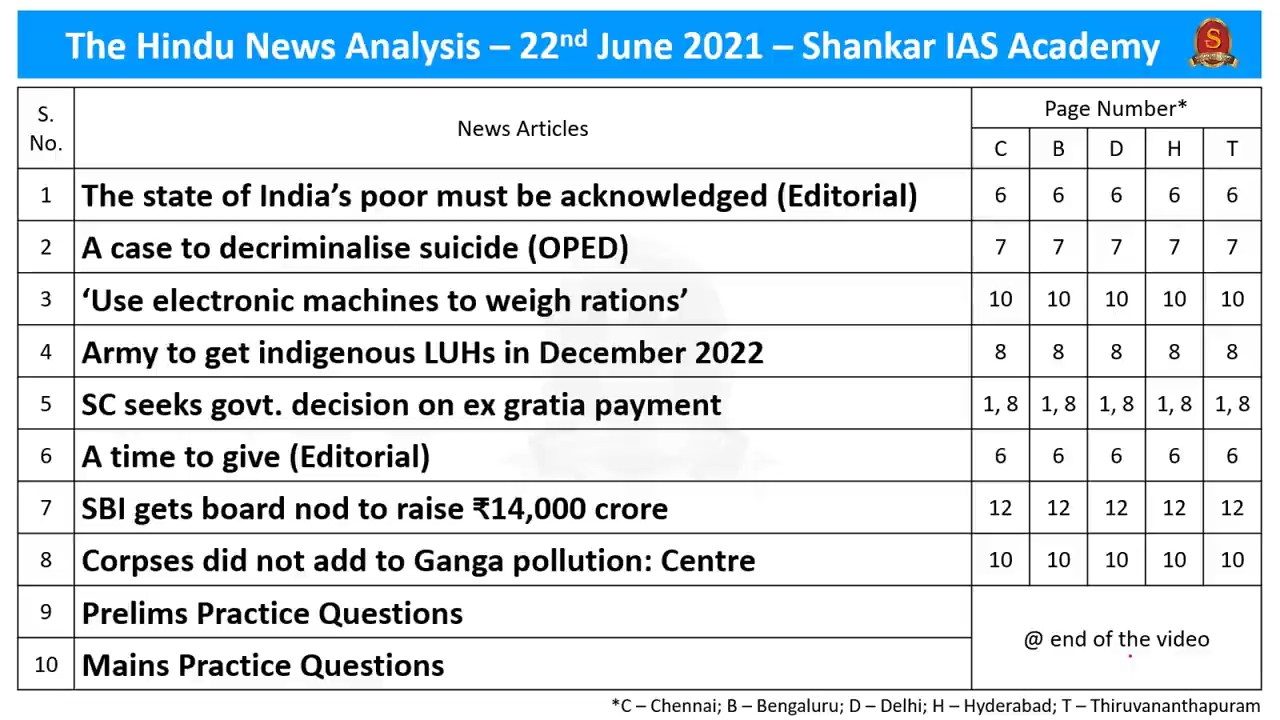 The Hindu News Analysis – 22nd June 2021 – Shankar IAS Academy
S. No. News Articles Page Number*
C B D H T
1 The state of India's poor must be acknowledged (Editorial) 6 6 6 6 6
2 A case to decriminalise suicide (OPED) 7 7 7 7 7
3 ‘Use electronic machines to weigh rations’ 10 10 10 10 10
4 Army to get indigenous LUHs in December 2022 8 8 8 8 8
5 SC seeks govt. decision on ex gratia payment 1, 8 1, 8 1, 8 1, 8 1, 8
6 A time to give (Editorial) 6 6 6 6 6
7 SBI gets board nod to raise ₹14,000 crore 12 12 12 12 12
8 Corpses did not add to Ganga pollution: Centre 10 10 10 10 10
9 Prelims Practice Questions
@ end of the video
10 Mains Practice Questions
*C – Chennai; B – Bengaluru; D – Delhi; H – Hyderabad; T – Thiruvananthapuram